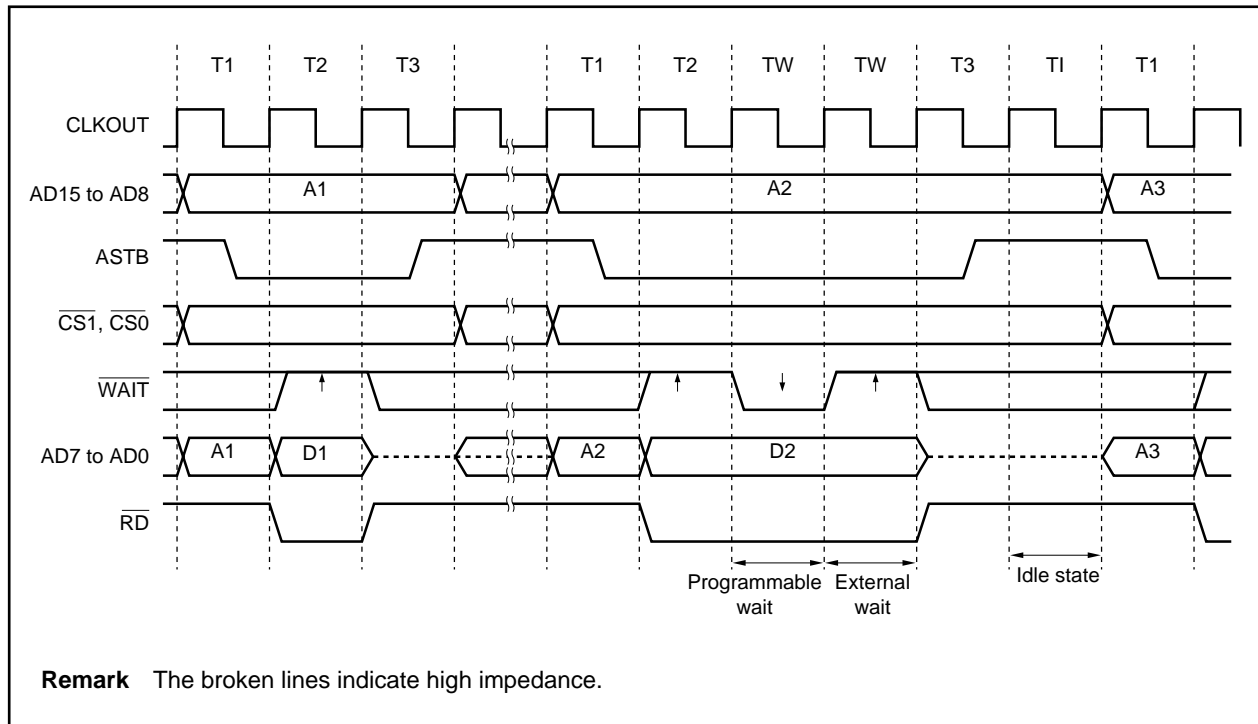 T1 T2 T3 T1 T2 TW TW T3 TI T1
CLKOUT
AD15 to AD8 A1 A2 A3
ASTB
CS1, CS0
WAIT
AD7 to AD0 A1 D1 A2 D2 A3
RD
Programmable wait
External wait
Idle state
Remark The broken lines indicate high impedance.